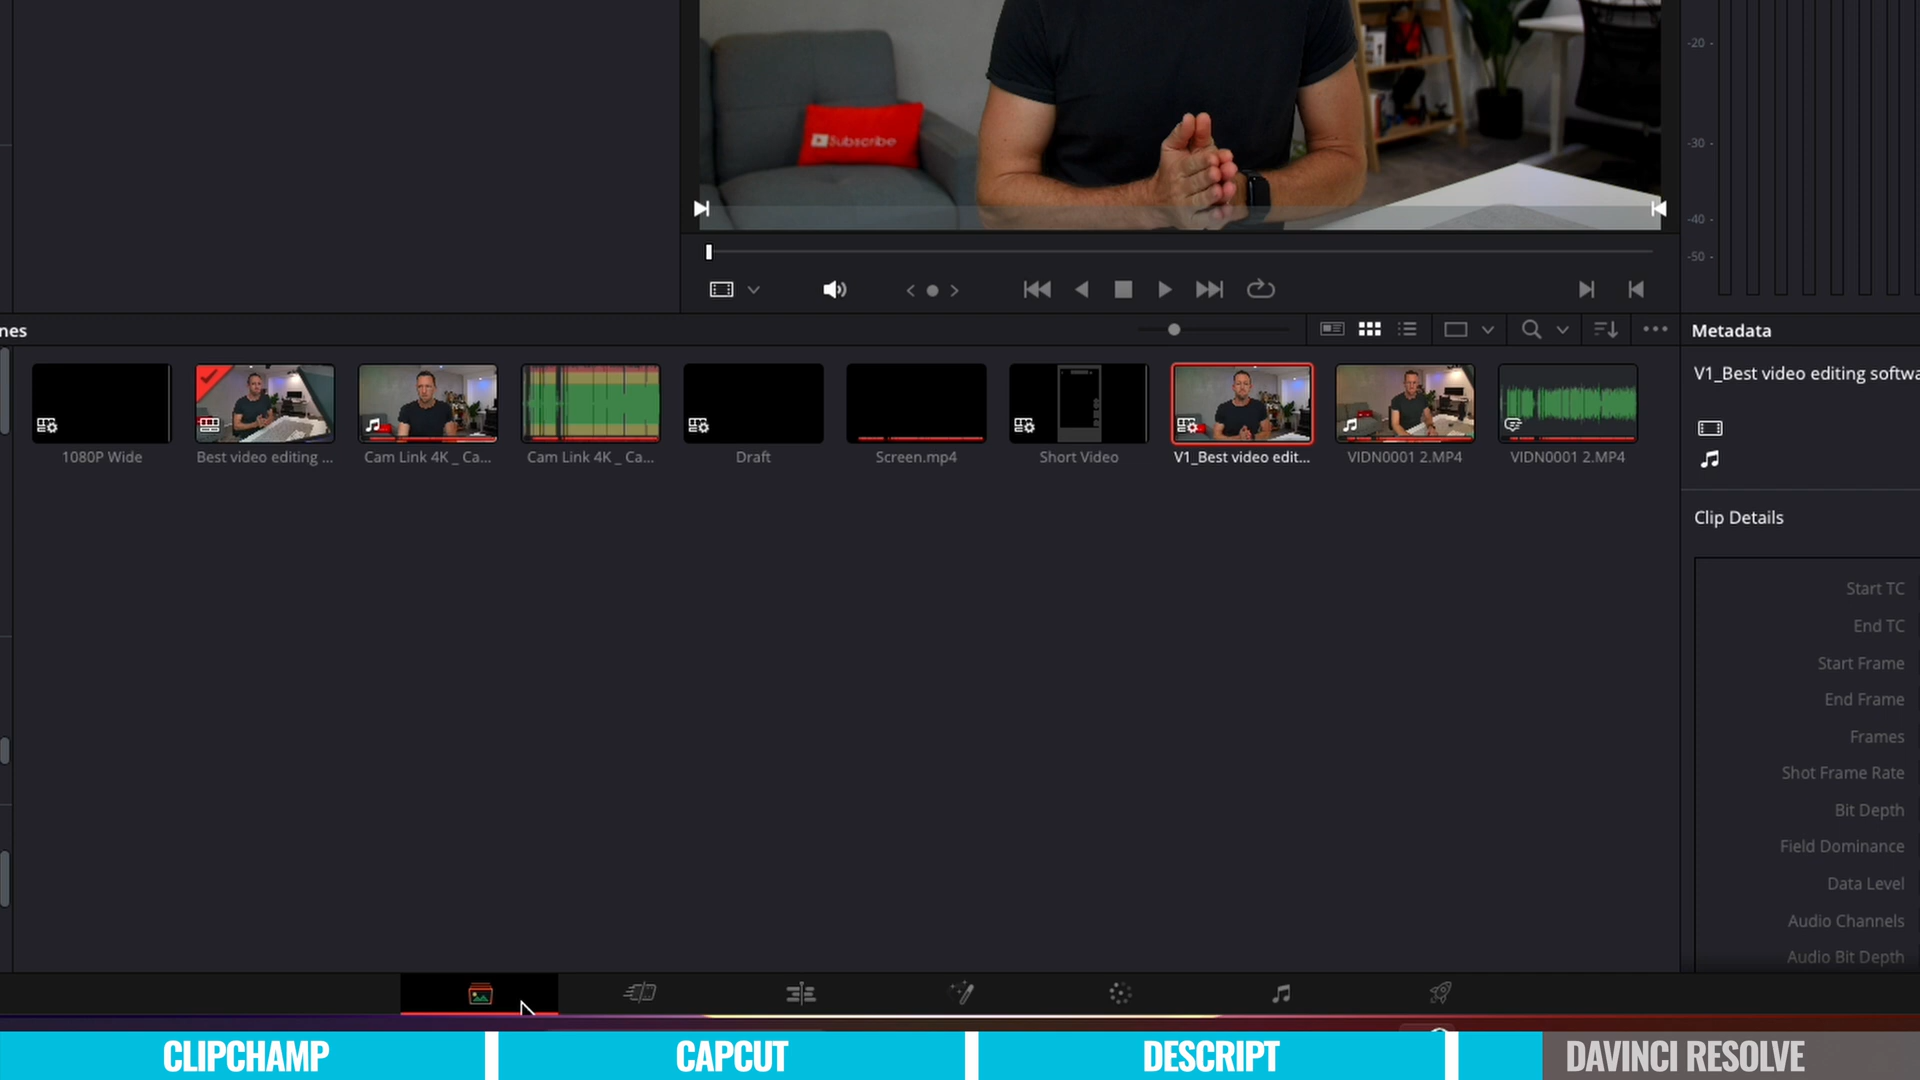 -20 -
Subscribe
-30 -
-40 -
-50 -
nes
Metadata
V1_Best video editing softwa
1080P Wide
Best video editing ...
Cam Link 4K _ Ca...
Cam Link 4K _ Ca...
Draft
Screen.mp4
Short Video
V1_Best video edit...
VIDN0001 2.MP4
VIDN0001 2.MP4
Clip Details
Start TC
End TC
Start Frame
End Frame
Frames
Shot Frame Rate
Bit Depth
Field Dominance
Data Level
Audio Channels
Audio Bit Depth
CLIPCHAMP
CAPCUT
DESCRIPT
DAVINCI RESOLVE